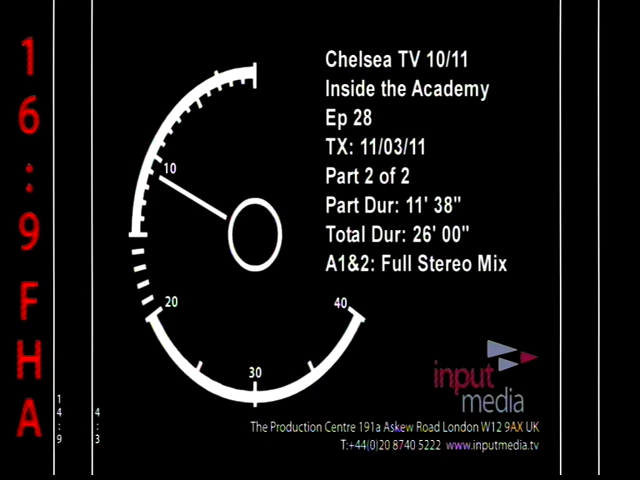 16:9 FHA
Chelsea TV 10/11
Inside the Academy
Ep 28
TX: 11/03/11
Part 2 of 2
Part Dur: 11' 38"
Total Dur: 26' 00"
A1&2: Full Stereo Mix
10
20
40
30
input
media
14:9
4:3
The Production Centre 191a Askew Road London W12 9AX UK
T:+44(0)20 8740 5222 www.inputmedia.tv